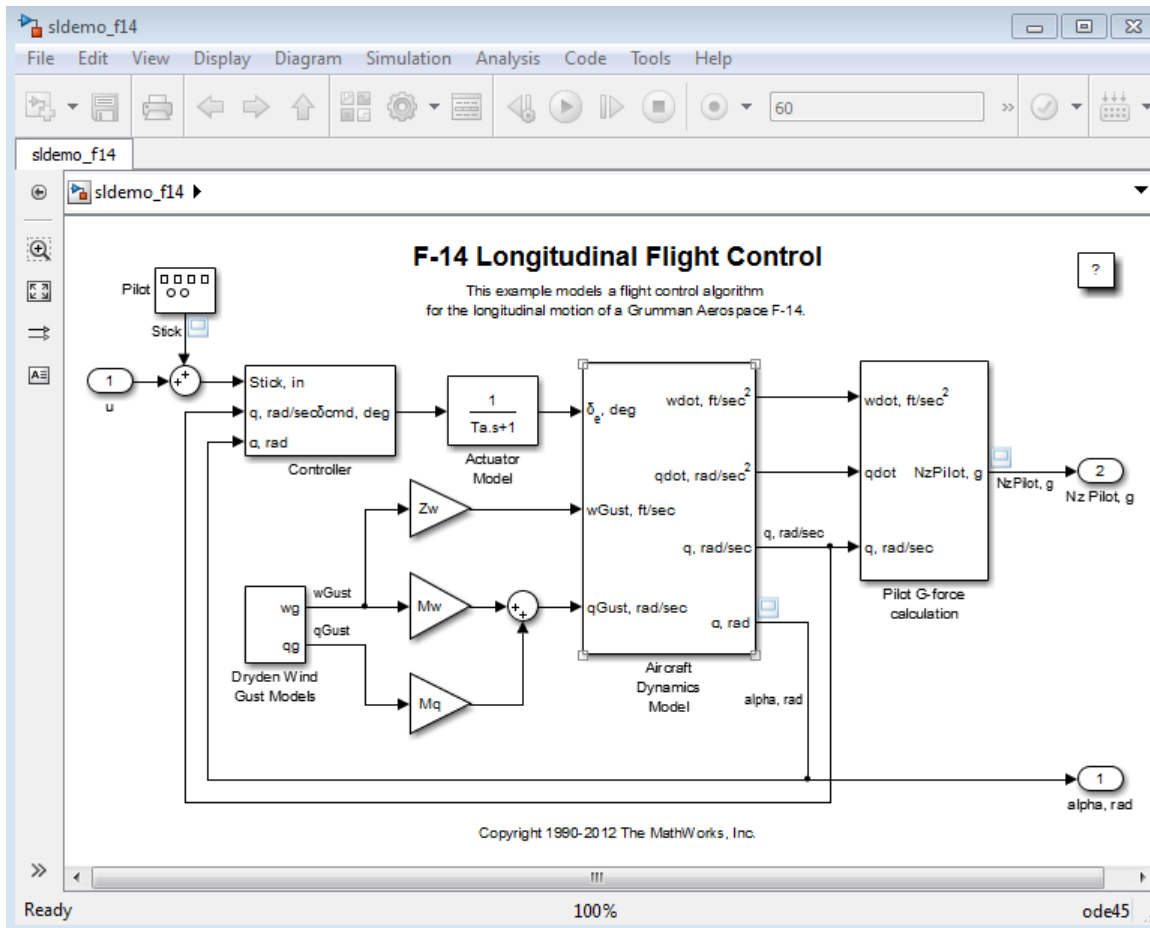 sldemo_f14
File Edit View Display Diagram Simulation Analysis Code Tools Help
60
sldemo_f14
sldemo_f14
F-14 Longitudinal Flight Control
This example models a flight control algorithm
for the longitudinal motion of a Grumman Aerospace F-14.
?
Pilot
Stick
1
u
Stick, in
q, rad/secδcmd, deg
α, rad
Controller
1
Ta.s+1
Actuator
Model
δe, deg
wGust, ft/sec
qGust, rad/sec
wdot, ft/sec2
qdot, rad/sec2
q, rad/sec
α, rad
Aircraft
Dynamics
Model
q, rad/sec
alpha, rad
wdot, ft/sec2
qdot
NzPilot, g
q, rad/sec
Pilot G-force
calculation
NzPilot, g
2
Nz Pilot, g
Zw
Mw
Mq
wg
qg
wGust
qGust
Dryden Wind
Gust Models
1
alpha, rad
Copyright 1990-2012 The MathWorks, Inc.
Ready 100% ode45